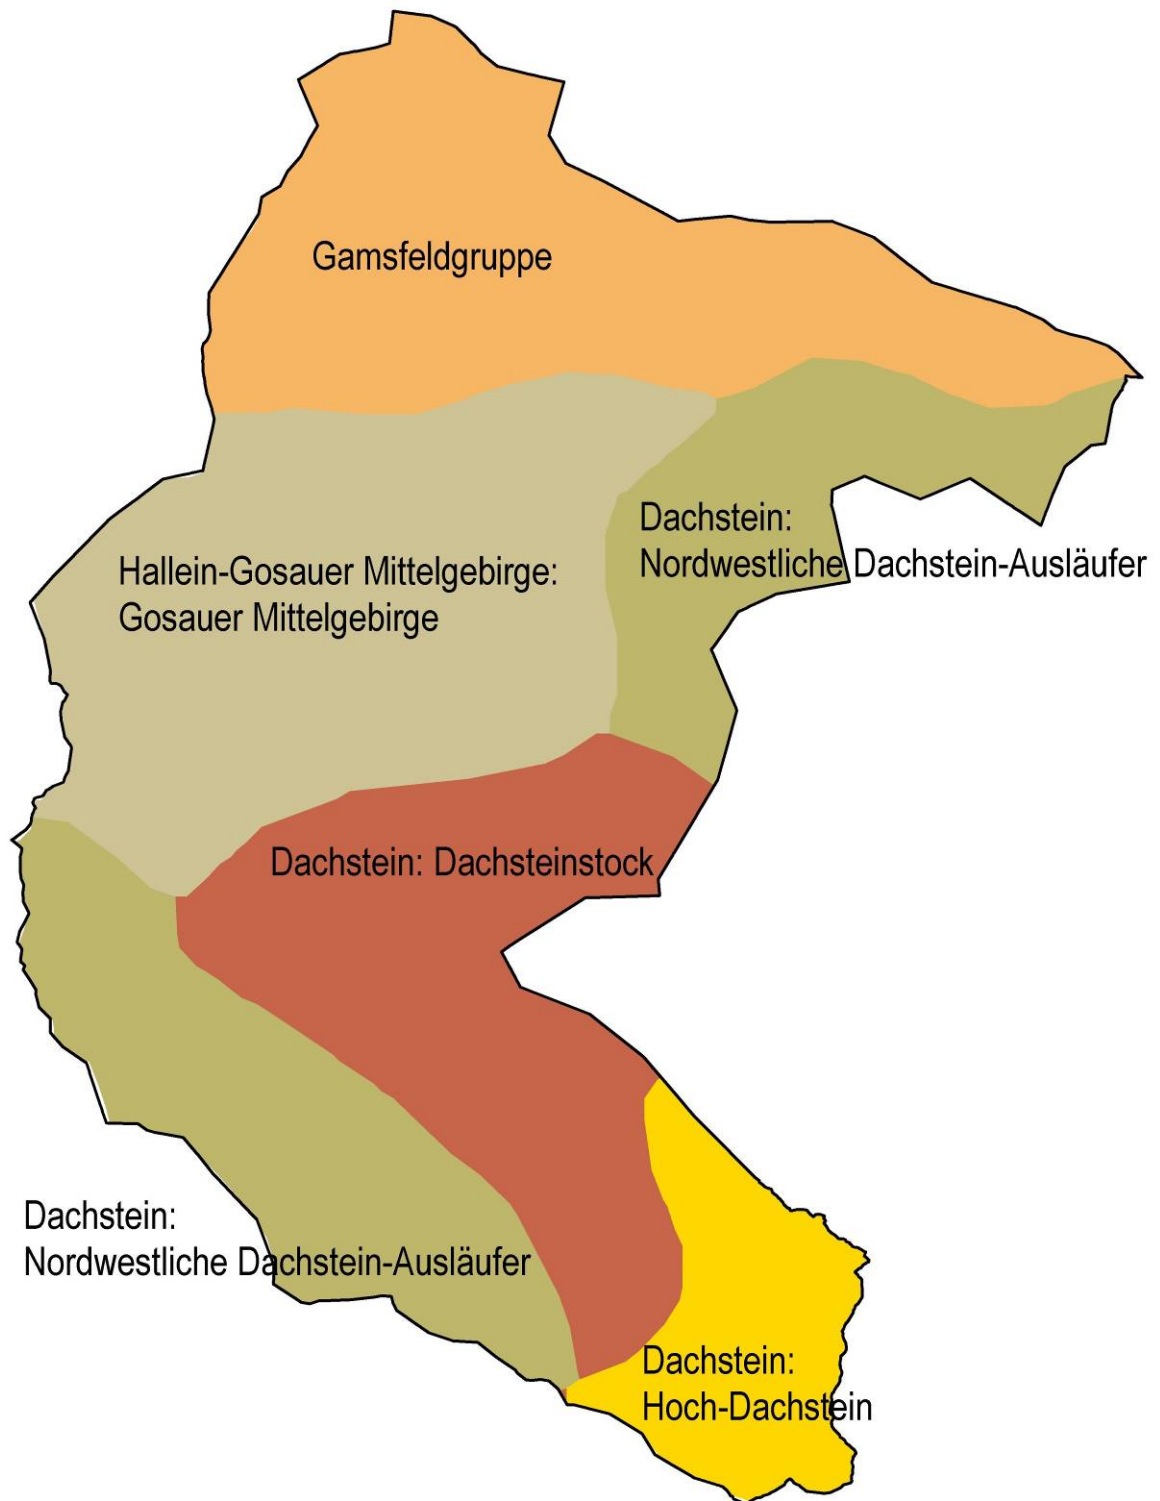 Gamsfeldgruppe
Dachstein:
Nordwestliche Dachstein-Ausläufer
Hallein-Gosauer Mittelgebirge:
Gosauer Mittelgebirge
Dachstein: Dachsteinstock
Dachstein:
Nordwestliche Dachstein-Ausläufer
Dachstein:
Hoch-Dachstein